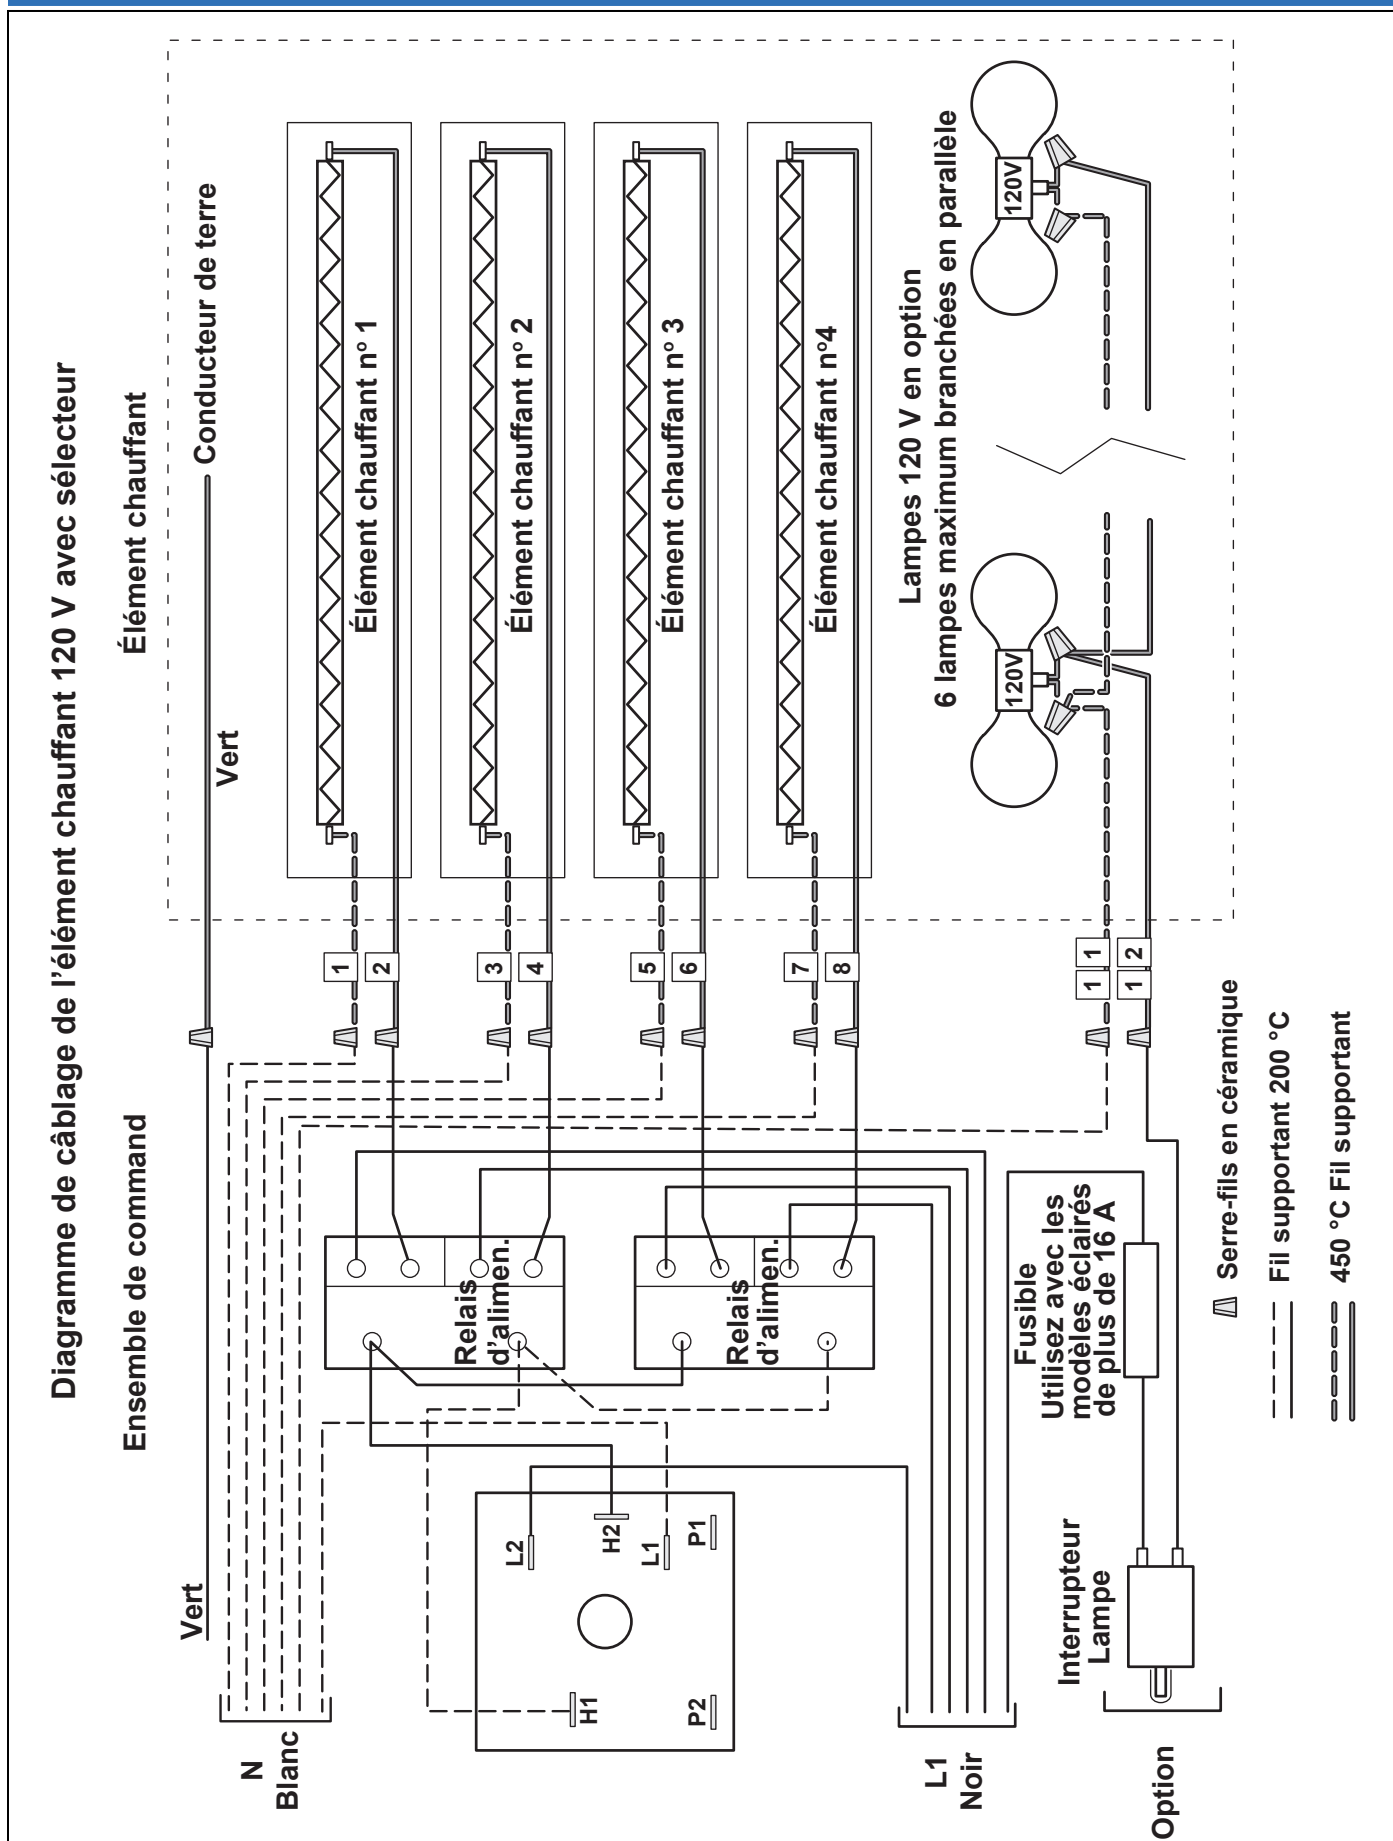 Diagramme de câblage de l'élément chauffant 120 V avec sélecteur
Ensemble de command
Élément chauffant
Vert
Vert
Conducteur de terre
N
Blanc
1
2
Élément chauffant nº 1
3
4
Élément chauffant nº 2
5
6
Élément chauffant nº 3
7
8
Élément chauffant nº4
Relais
d'alimen.
Relais
d'alimen.
H1
L2
H2
L1
P2
P1
L1
Noir
Lampes 120 V en option
6 lampes maximum branchées en parallèle
120V
120V
1 1
1 2
Fusible
Utilisez avec les
modèles éclairés
de plus de 16 A
Interrupteur
Lampe
Option
Serre-fils en céramique
Fil supportant 200 °C
450 °C Fil supportant